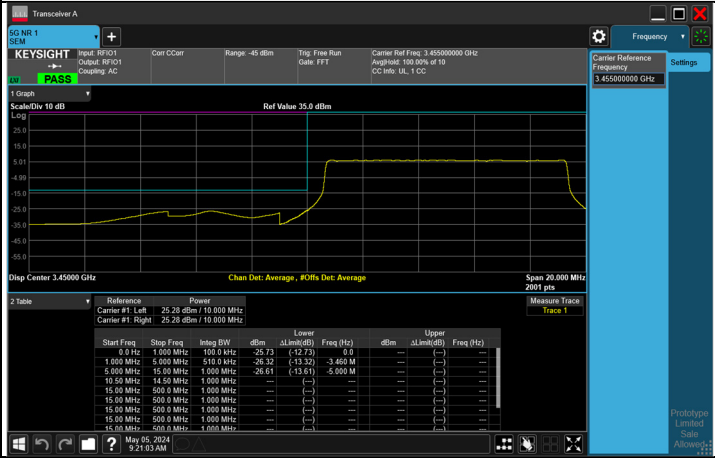 Transceiver A
5G NR 1
SEM
Frequency
KEYSIGHT
Input: RFIO1
Output: RFIO1
Coupling: AC
Corr CCorr
Range: -45 dBm
Trig: Free Run
Gate: FFT
Carrier Ref Freq: 3.455000000 GHz
Avg|Hold: 100.00% of 10
CC Info: UL, 1 CC
PASS
Carrier Reference
Frequency
3.455000000 GHz
Settings
1 Graph
Scale/Div 10 dB
Ref Value 35.0 dBm
Log
25.0
15.0
5.01
-4.99
-15.0
-25.0
-35.0
-45.0
-55.0
Disp Center 3.45000 GHz
Chan Det: Average , #Offs Det: Average
Span 20.000 MHz
2001 pts
2 Table
Reference Power
Carrier #1: Left 25.28 dBm / 10.000 MHz
Carrier #1: Right 25.28 dBm / 10.000 MHz
Measure Trace
Trace 1
Lower Upper
Start Freq Stop Freq Integ BW dBm ΔLimit(dB) Freq (Hz) dBm ΔLimit(dB) Freq (Hz)
0.0 Hz 1.000 MHz 100.0 kHz -25.73 (-12.73) 0.0 --- (---) ---
1.000 MHz 5.000 MHz 510.0 kHz -26.32 (-13.32) -3.460 M --- (---) ---
5.000 MHz 15.00 MHz 1.000 MHz -26.61 (-13.61) -5.000 M --- (---) ---
10.50 MHz 14.50 MHz 1.000 MHz --- (---) --- --- (---) ---
15.00 MHz 500.0 MHz 1.000 MHz --- (---) --- --- (---) ---
15.00 MHz 500.0 MHz 1.000 MHz --- (---) --- --- (---) ---
15.00 MHz 500.0 MHz 1.000 MHz --- (---) --- --- (---) ---
15.00 MHz 500.0 MHz 1.000 MHz --- (---) --- --- (---) ---
15.00 MHz 500.0 MHz 1.000 MHz --- (---) --- --- (---) ---
Prototype
Limited
Sale
Allowed
?
May 05, 2024
9:21:03 AM